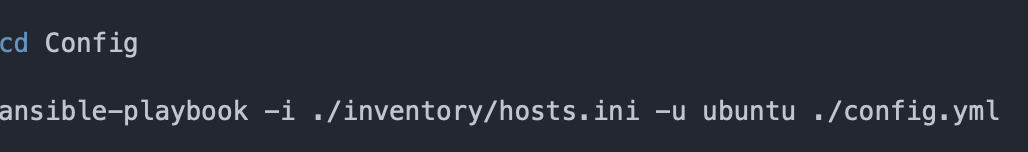 cd Config
ansible-playbook -i ./inventory/hosts.ini -u ubuntu ./config.yml